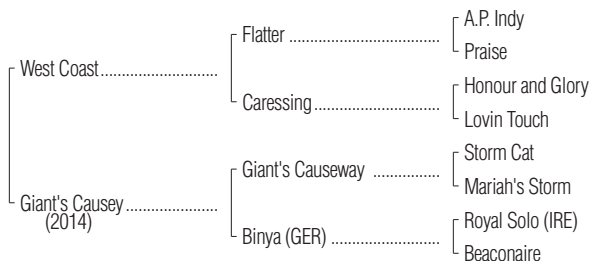 A.P. Indy
Flatter ....................................
Praise
West Coast............................
Honour and Glory
Caressing.................................
Lovin Touch
Storm Cat
Giant's Causeway ................
Mariah's Storm
Giant's Causey ......................
(2014)
Royal Solo (IRE)
Binya (GER) ..........................
Beaconaire